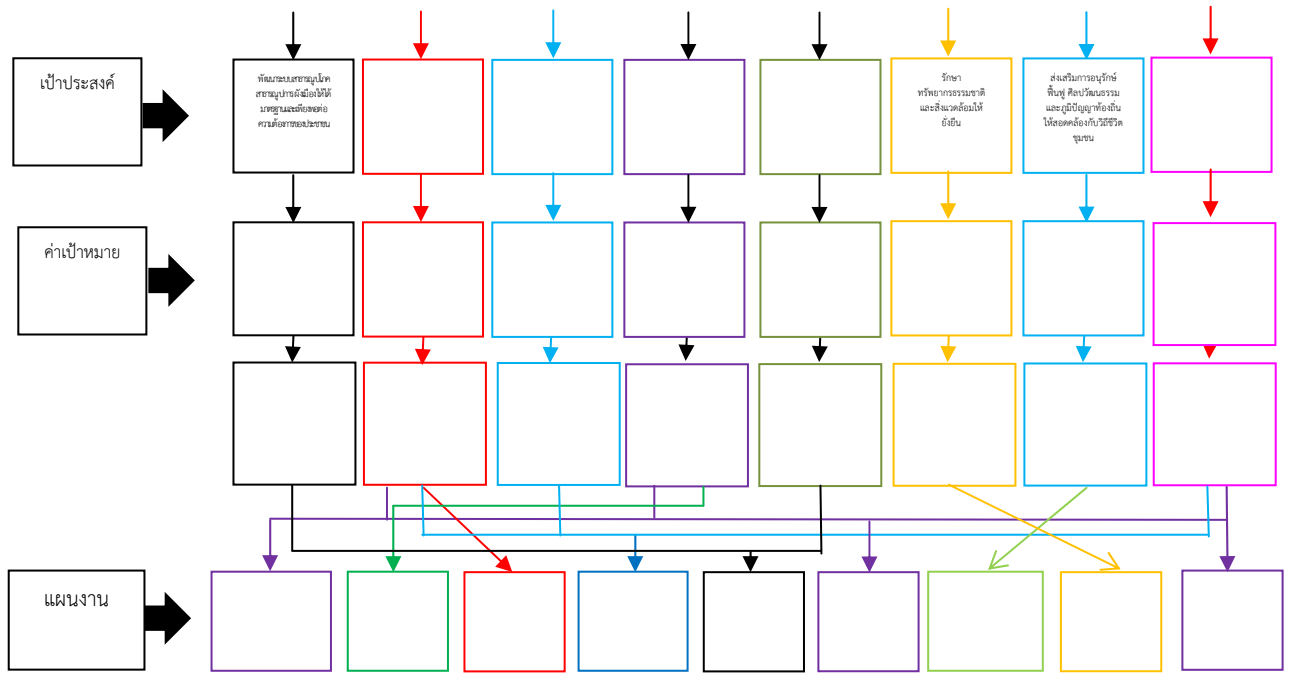 เป้าประสงค์
พัฒนาระบบสาธารณูปโภค
สาธารณูปการ ผังเมืองให้ได้
มาตรฐานและเพียงพอต่อ
ความต้องการของประชาชน
รักษา
ทรัพยากรธรรมชาติ
และสิ่งแวดล้อมให้
ยั่งยืน
ส่งเสริมการอนุรักษ์
ฟื้นฟู ศิลปวัฒนธรรม
และภูมิปัญญาท้องถิ่น
ให้สอดคล้องกับวิถีชีวิต
ชุมชน
ค่าเป้าหมาย
แผนงาน